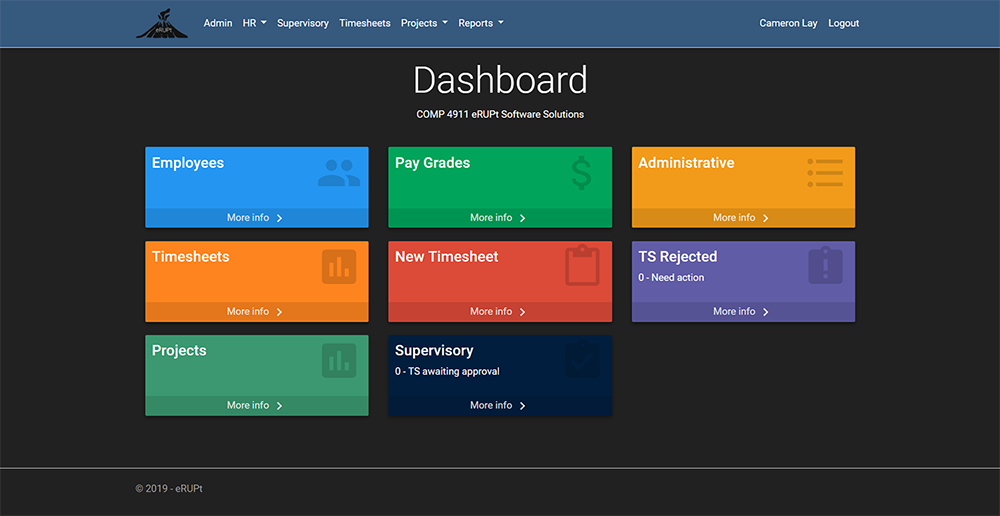 eRUPt
Admin HR Supervisory Timesheets Projects Reports Cameron Lay Logout
Dashboard
COMP 4911 eRUPt Software Solutions
Employees
More info
Pay Grades
More info
Administrative
More info
Timesheets
More info
New Timesheet
More info
TS Rejected
0 - Need action
More info
Projects
More info
Supervisory
0 - TS awaiting approval
More info
© 2019 - eRUPt